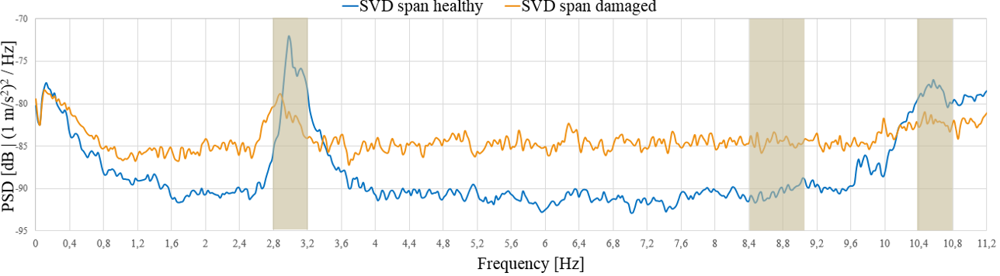 SVD span healthy SVD span damaged
PSD [dB | (1 m/s²)² / Hz]
-70
-75
-80
-85
-90
-95
0 0,4 0,8 1,2 1,6 2 2,4 2,8 3,2 3,6 4 4,4 4,8 5,2 5,6 6 6,4 6,8 7,2 7,6 8 8,4 8,8 9,2 9,6 10 10,4 10,8 11,2
Frequency [Hz]